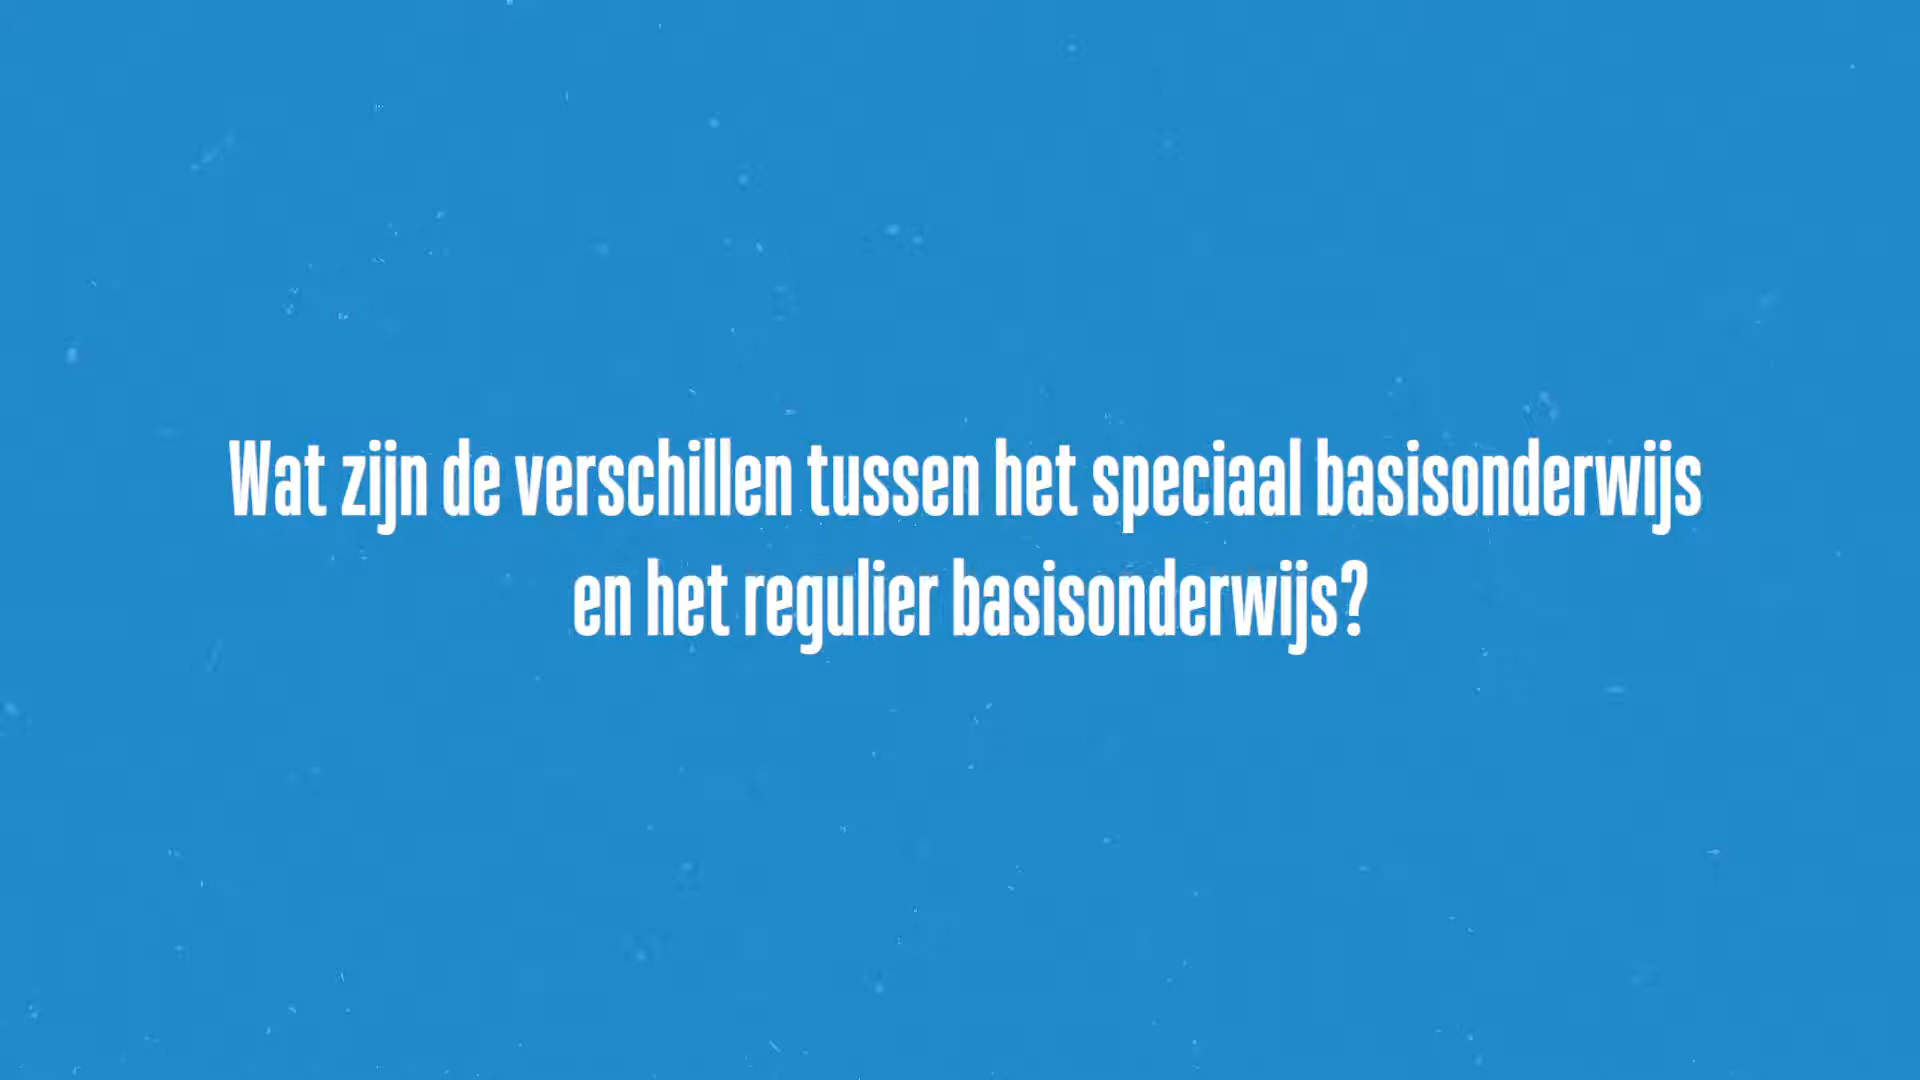 Wat zijn de verschillen tussen het speciaal basisonderwijs
en het regulier basisonderwijs?